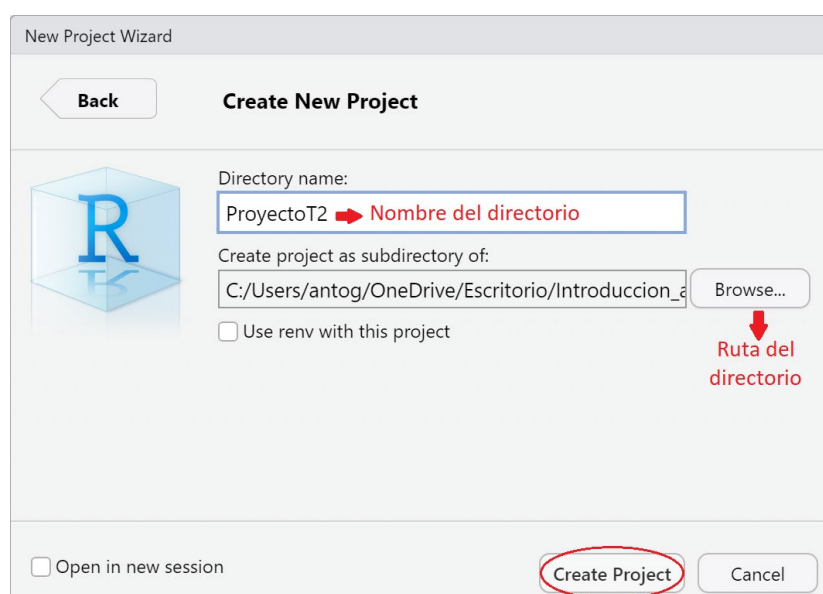 New Project Wizard
Back
Create New Project
R
Directory name:
ProyectoT2 Nombre del directorio
Create project as subdirectory of:
C:/Users/antog/OneDrive/Escritorio/Introduccion_a Browse...
Use renv with this project
Ruta del
directorio
Open in new session
Create Project
Cancel